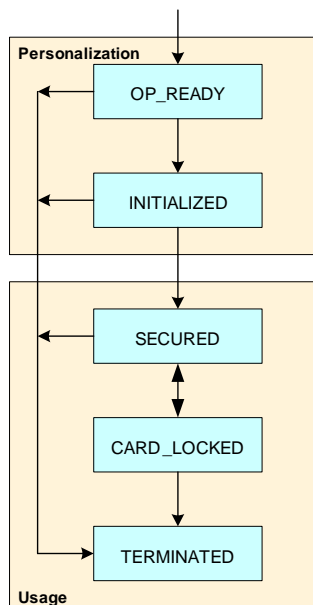 Personalization
OP_READY
INITIALIZED
SECURED
CARD_LOCKED
TERMINATED
Usage